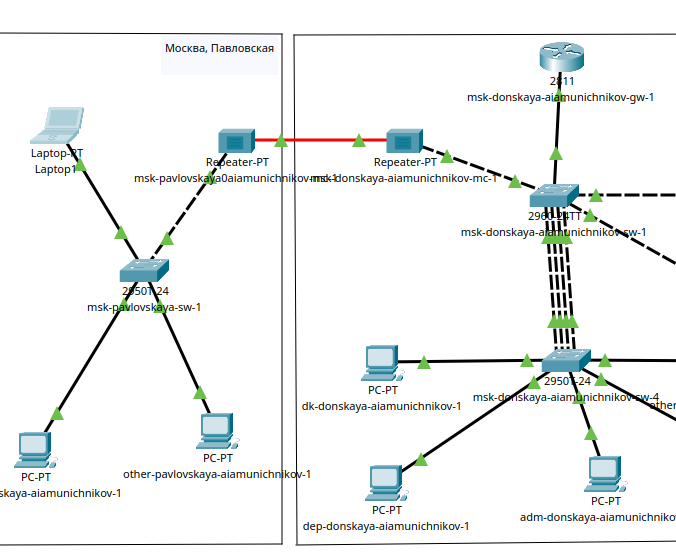 Москва, Павловская
2811
msk-donskaya-aiamunichnikov-gw-1
Laptop-PT
Laptop1
Repeater-PT
msk-pavlovskaya0aiamunichnikov-mc-1
Repeater-PT
msk-donskaya-aiamunichnikov-mc-1
2960-24TT
msk-donskaya-aiamunichnikov-sw-1
2950T-24
msk-pavlovskaya-sw-1
PC-PT
dk-donskaya-aiamunichnikov-1
2950T-24
msk-donskaya-aiamunichnikov-sw-4
other
PC-PT
skaya-aiamunichnikov-1
PC-PT
other-pavlovskaya-aiamunichnikov-1
PC-PT
dep-donskaya-aiamunichnikov-1
PC-PT
adm-donskaya-aiamunichnikov